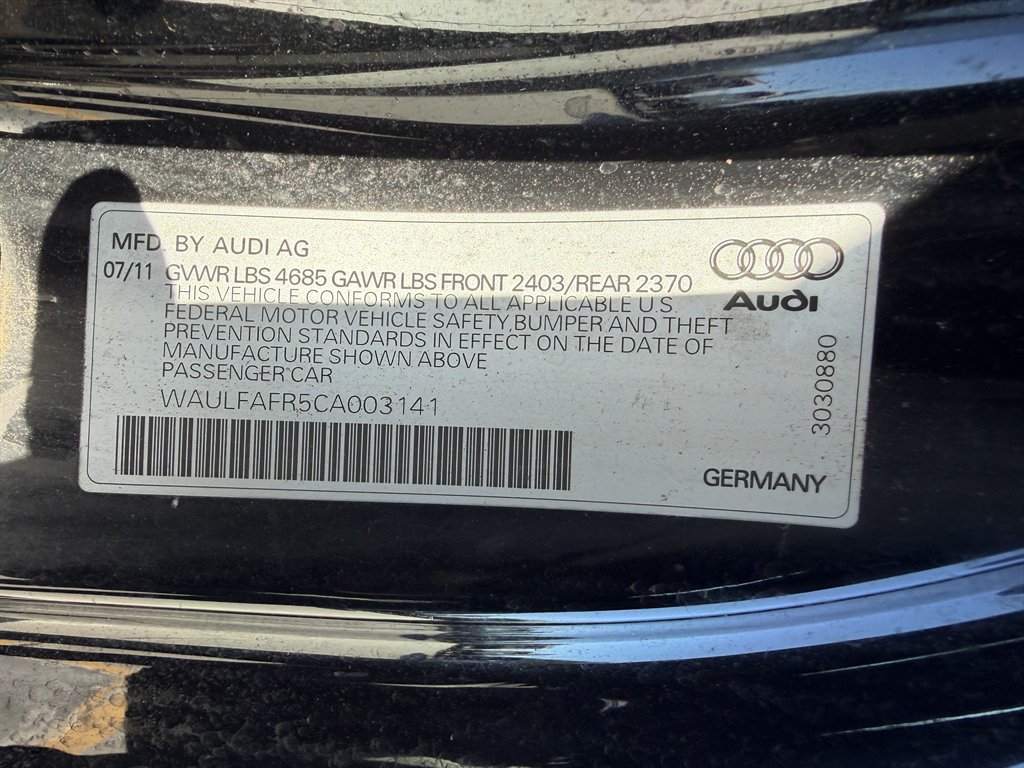 MFD. BY AUDI AG
07/11 GVWR LBS 4685 GAWR LBS FRONT 2403/REAR 2370
THIS VEHICLE CONFORMS TO ALL APPLICABLE U.S.
FEDERAL MOTOR VEHICLE SAFETY,BUMPER AND THEFT
PREVENTION STANDARDS IN EFFECT ON THE DATE OF
MANUFACTURE SHOWN ABOVE
PASSENGER CAR
WAULFAFR5CA003141
Audi
3030880
GERMANY